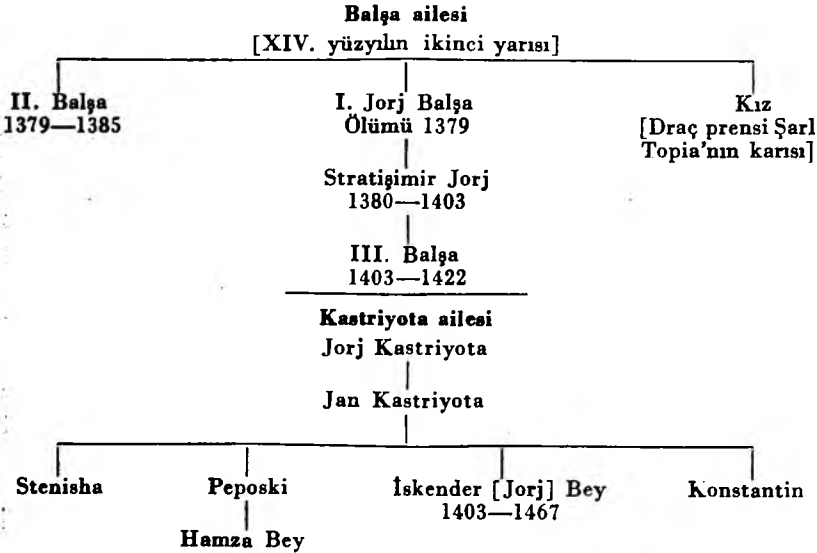 Balşa ailesi
[XIV. yüzyılın ikinci yarısı]
II. Balşa
1379—1385
I. Jorj Balşa
Ölümü 1379
Kız
[Draç prensi Şarl
Topia'nın karısı]
Stratişimir Jorj
1380—1403
III. Balşa
1403—1422
Kastriyota ailesi
Jorj Kastriyota
Jan Kastriyota
Stenisha
Peposki
İskender [Jorj] Bey
1403—1467
Konstantin
Hamza Bey